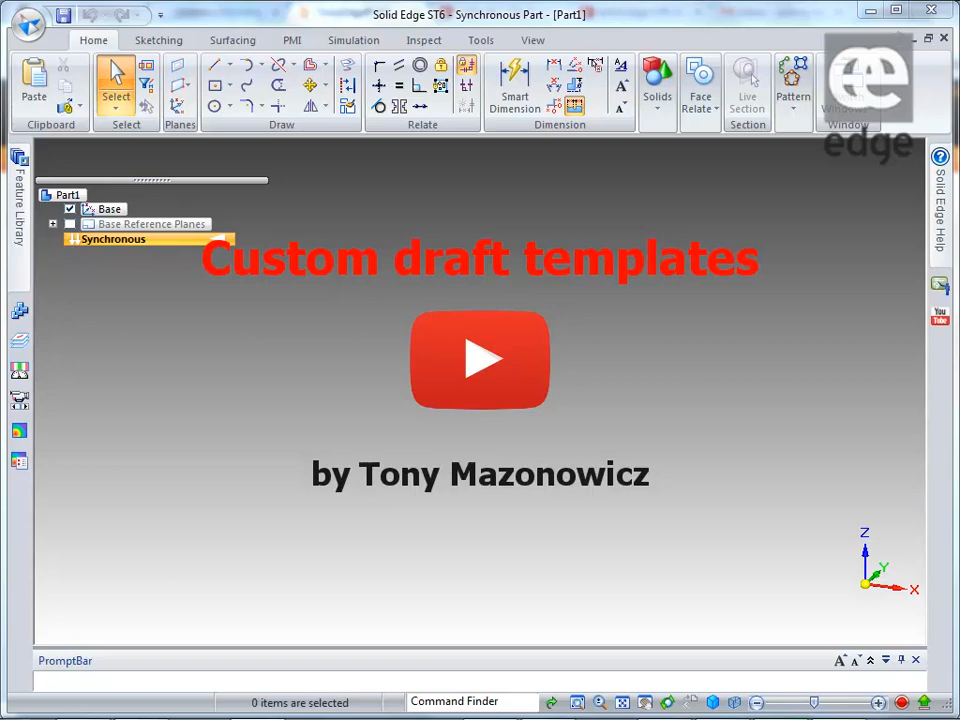 Solid Edge ST6 - Synchronous Part - [Part1]
Home Sketching Surfacing PMI Simulation Inspect Tools View
Paste Select Smart Dimension Solids Face Relate Live Section Pattern
Clipboard Select Planes Draw Relate Dimension Section Window
edge
Feature Library
Solid Edge Help
You Tube
Part1
Base
Base Reference Planes
Synchronous
Custom draft templates
by Tony Mazonowicz
Z
Y
X
PromptBar
0 items are selected Command Finder